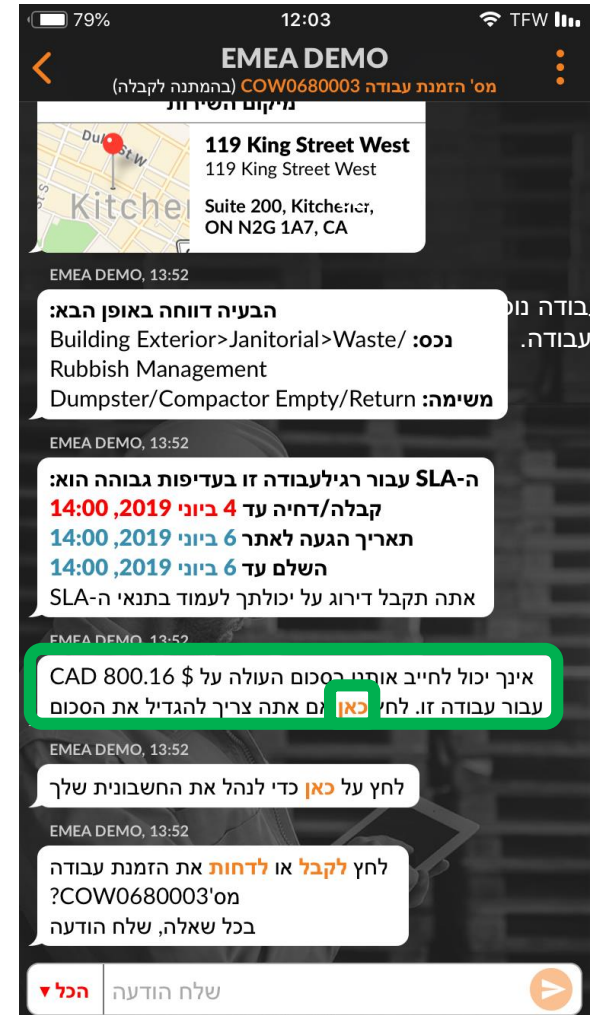 79%
12:03
TFW
EMEA DEMO
מס' הזמנת עבודה COW0680003 (בהמתנה לקבלה)
מיקום השירות
119 King Street West
119 King Street West
Suite 200, Kitchener,
ON N2G 1A7, CA
Kitche
EMEA DEMO, 13:52
הבעיה דווחה באופן הבא:
נכס: Building Exterior>Janitorial>Waste/
Rubbish Management
משימה: Dumpster/Compactor Empty/Return
עבודה.
EMEA DEMO, 13:52
ה-SLA עבור רגילעבודה זו בעדיפות גבוהה הוא:
קבלה/דחיה עד 4 ביוני 2019, 14:00
תאריך הגעה לאתר 6 ביוני 2019, 14:00
השלם עד 6 ביוני 2019, 14:00
אתה תקבל דירוג על יכולתך לעמוד בתנאי ה-SLA
EMEA DEMO, 13:52
אינך יכול לחייב אותנו בסכום העולה על $ CAD 800.16
עבור עבודה זו. לחץ כאן אם אתה צריך להגדיל את הסכום
EMEA DEMO, 13:52
לחץ על כאן כדי לנהל את החשבונית שלך
EMEA DEMO, 13:52
לחץ לקבל או לדחות את הזמנת עבודה
מס'COW0680003?
בכל שאלה, שלח הודעה
הכל
שלח הודעה